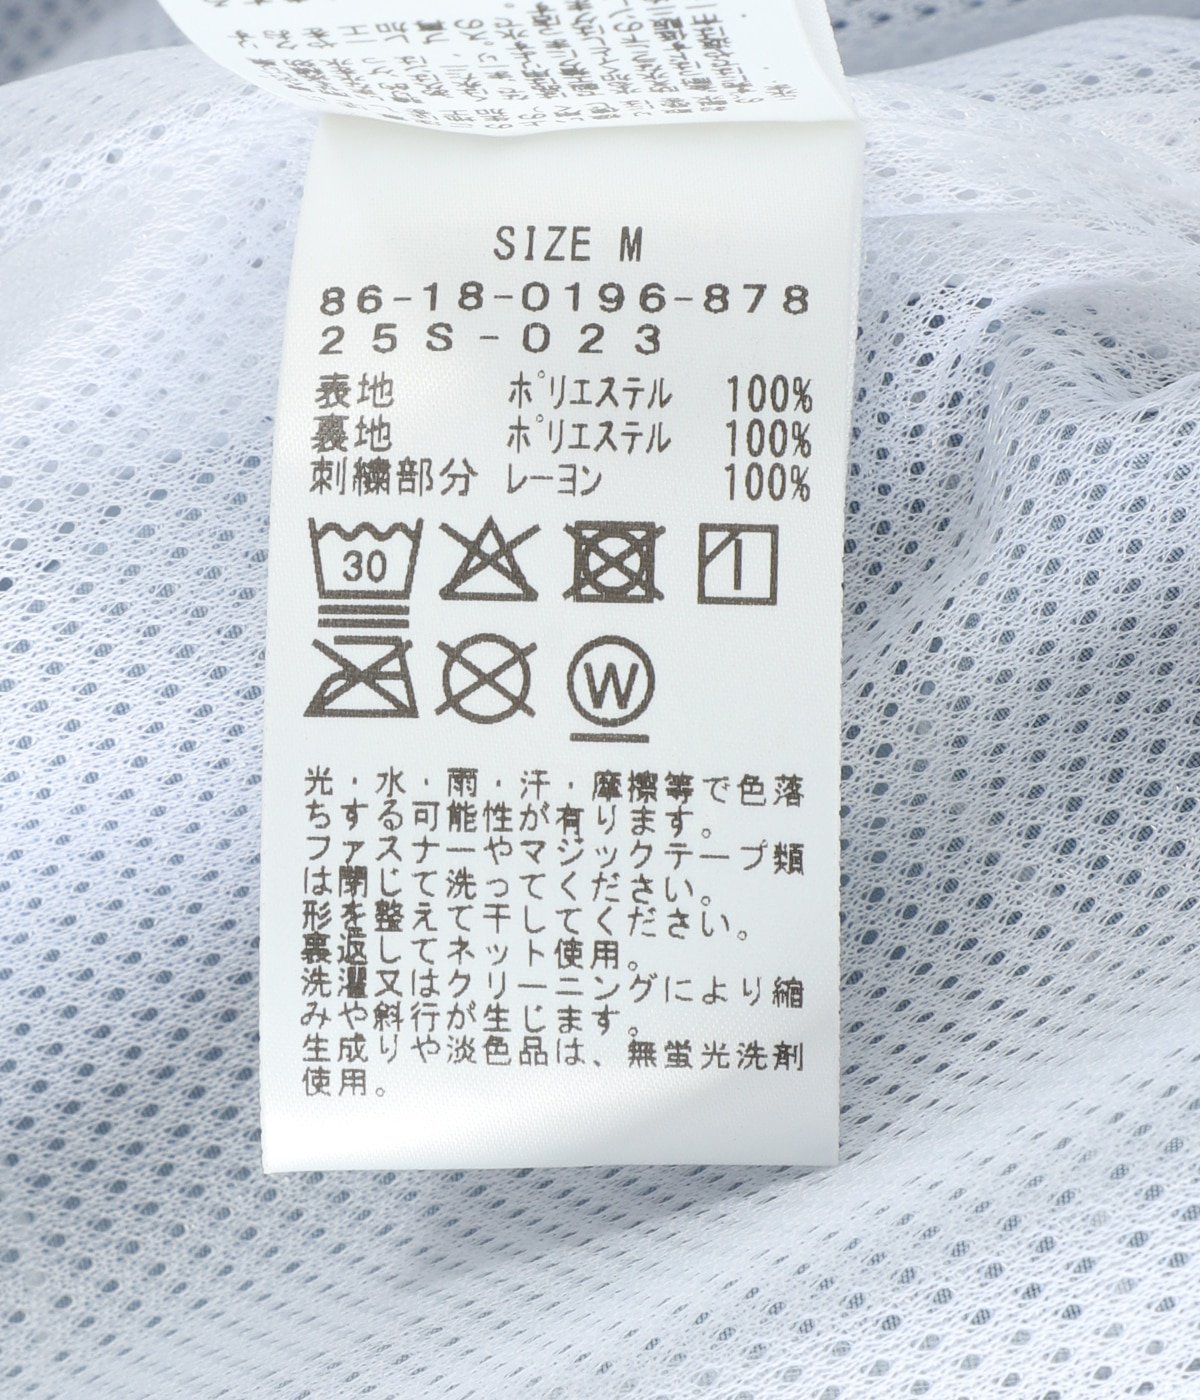 SIZE M
86-18-0196-878
25S-023
表地 ポリエステル 100%
裏地 ポリエステル 100%
刺繍部分 レーヨン 100%
30
W
光・水・雨・汗・摩擦等で色落
ちする可能性が有ります。
ファスナーやマジックテープ類
は閉じて洗ってください。
形を整えて干してください。
裏返してネット使用。
洗濯又はクリーニングにより縮
みや斜行が生じます。
生成りや淡色品は、無蛍光洗剤
使用。